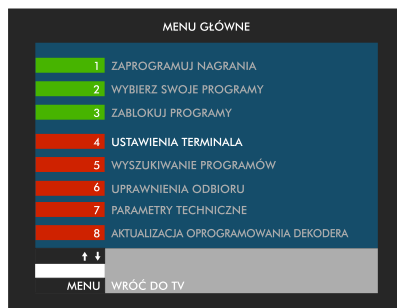 MENU GŁÓWNE
1 ZAPROGRAMUJ NAGRANIA
2 WYBIERZ SWOJE PROGRAMY
3 ZABLOKUJ PROGRAMY
4 USTAWIENIA TERMINALA
5 WYSZUKIWANIE PROGRAMÓW
6 UPRAWNIENIA ODBIORU
7 PARAMETRY TECHNICZNE
8 AKTUALIZACJA OPROGRAMOWANIA DEKODERA
↑ ↓
MENU WRÓĆ DO TV